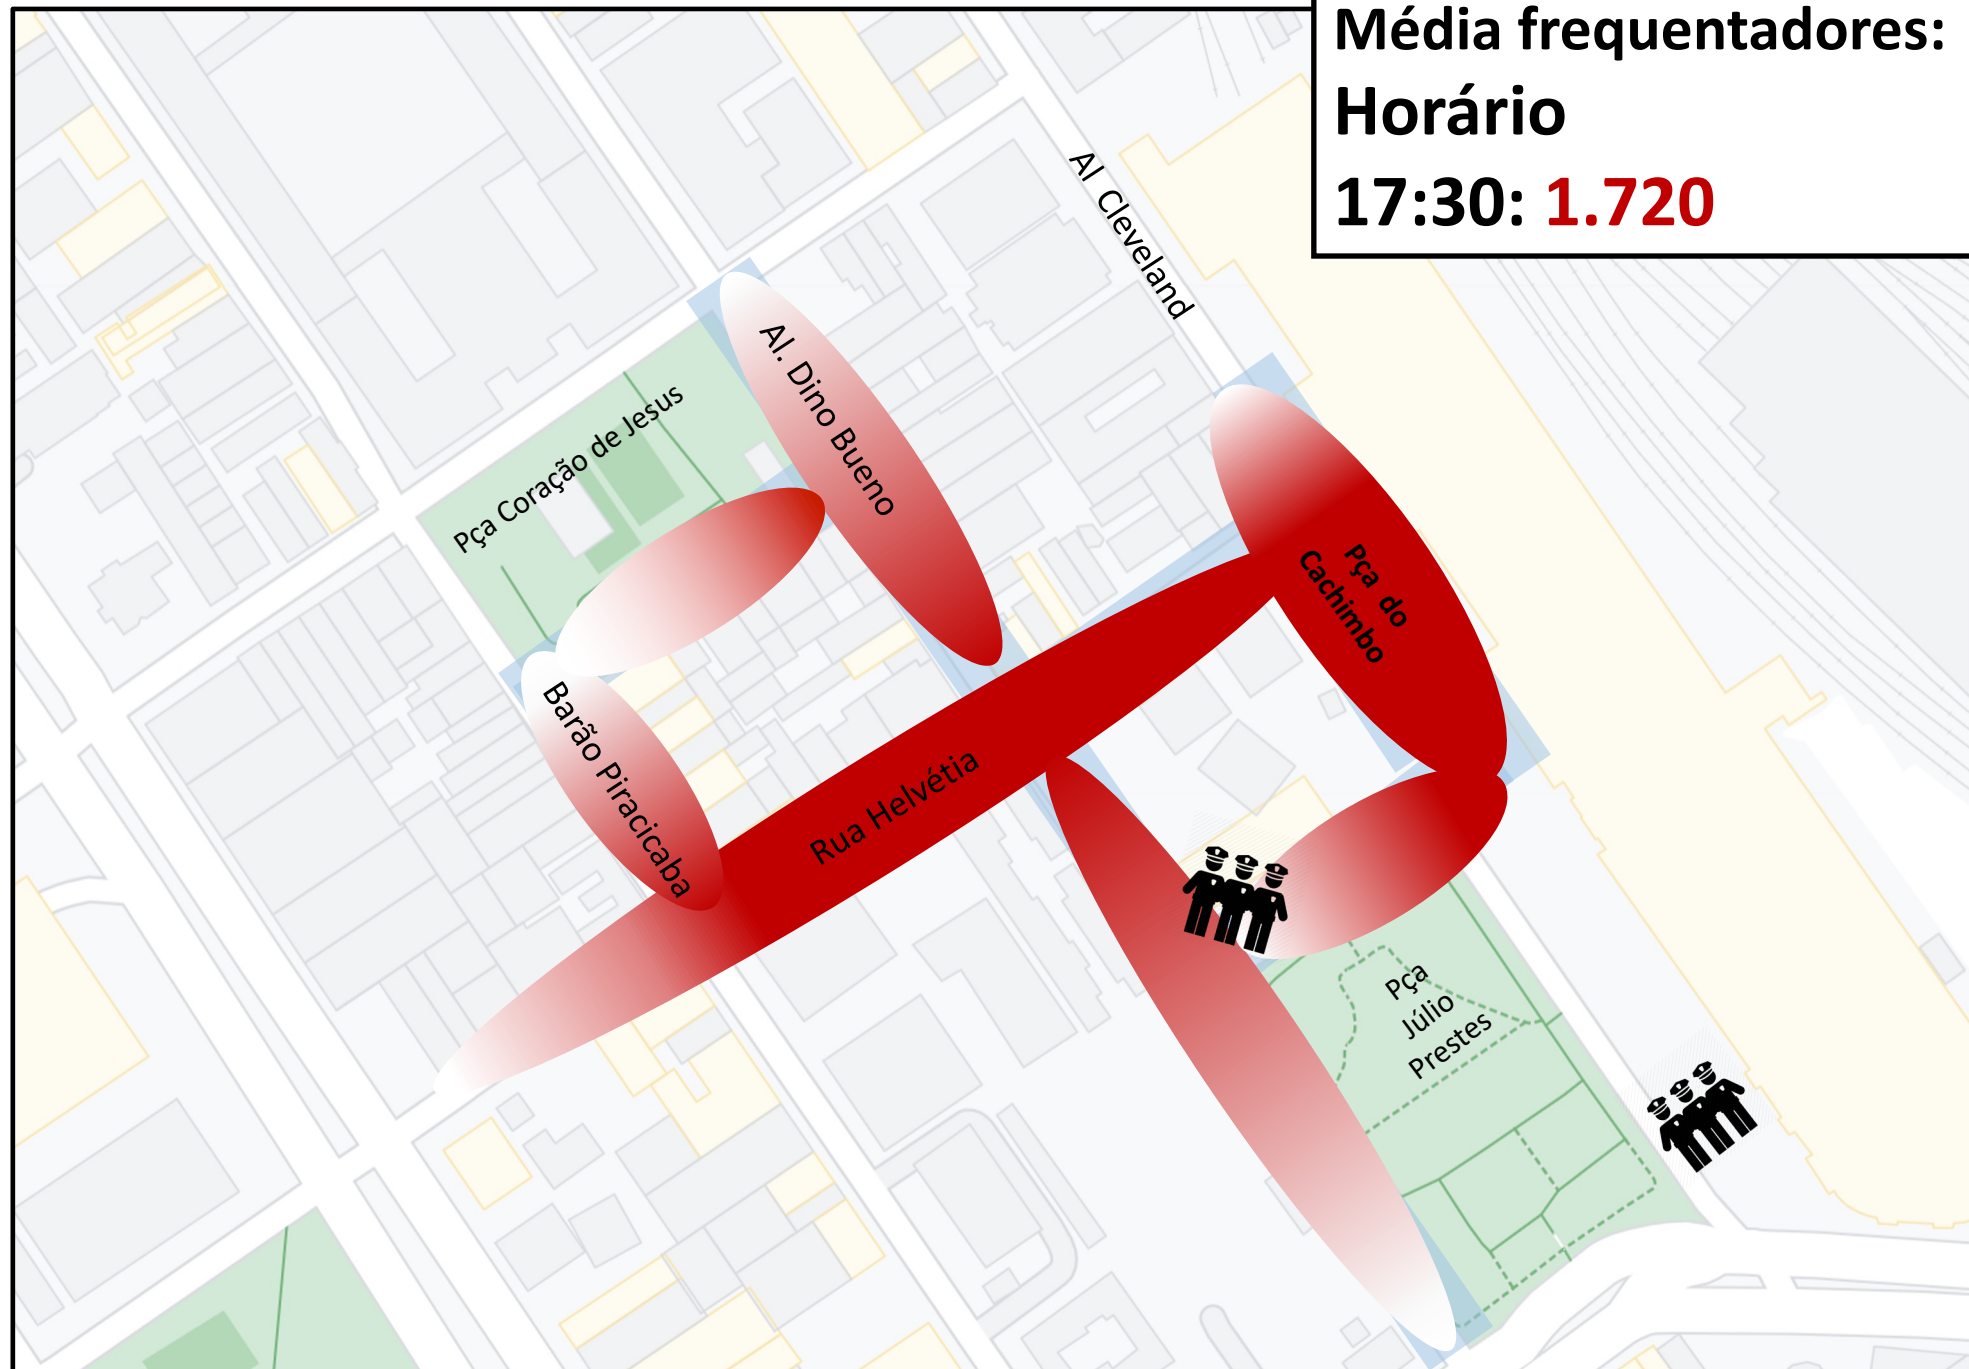 Média frequentadores:
Horário
17:30: 1.720
Al Cleveland
Al. Dino Bueno
Pça Coração de Jesus
Pça do
Cachimbo
Barão Piracicaba
Rua Helvétia
Pça
Júlio
Prestes